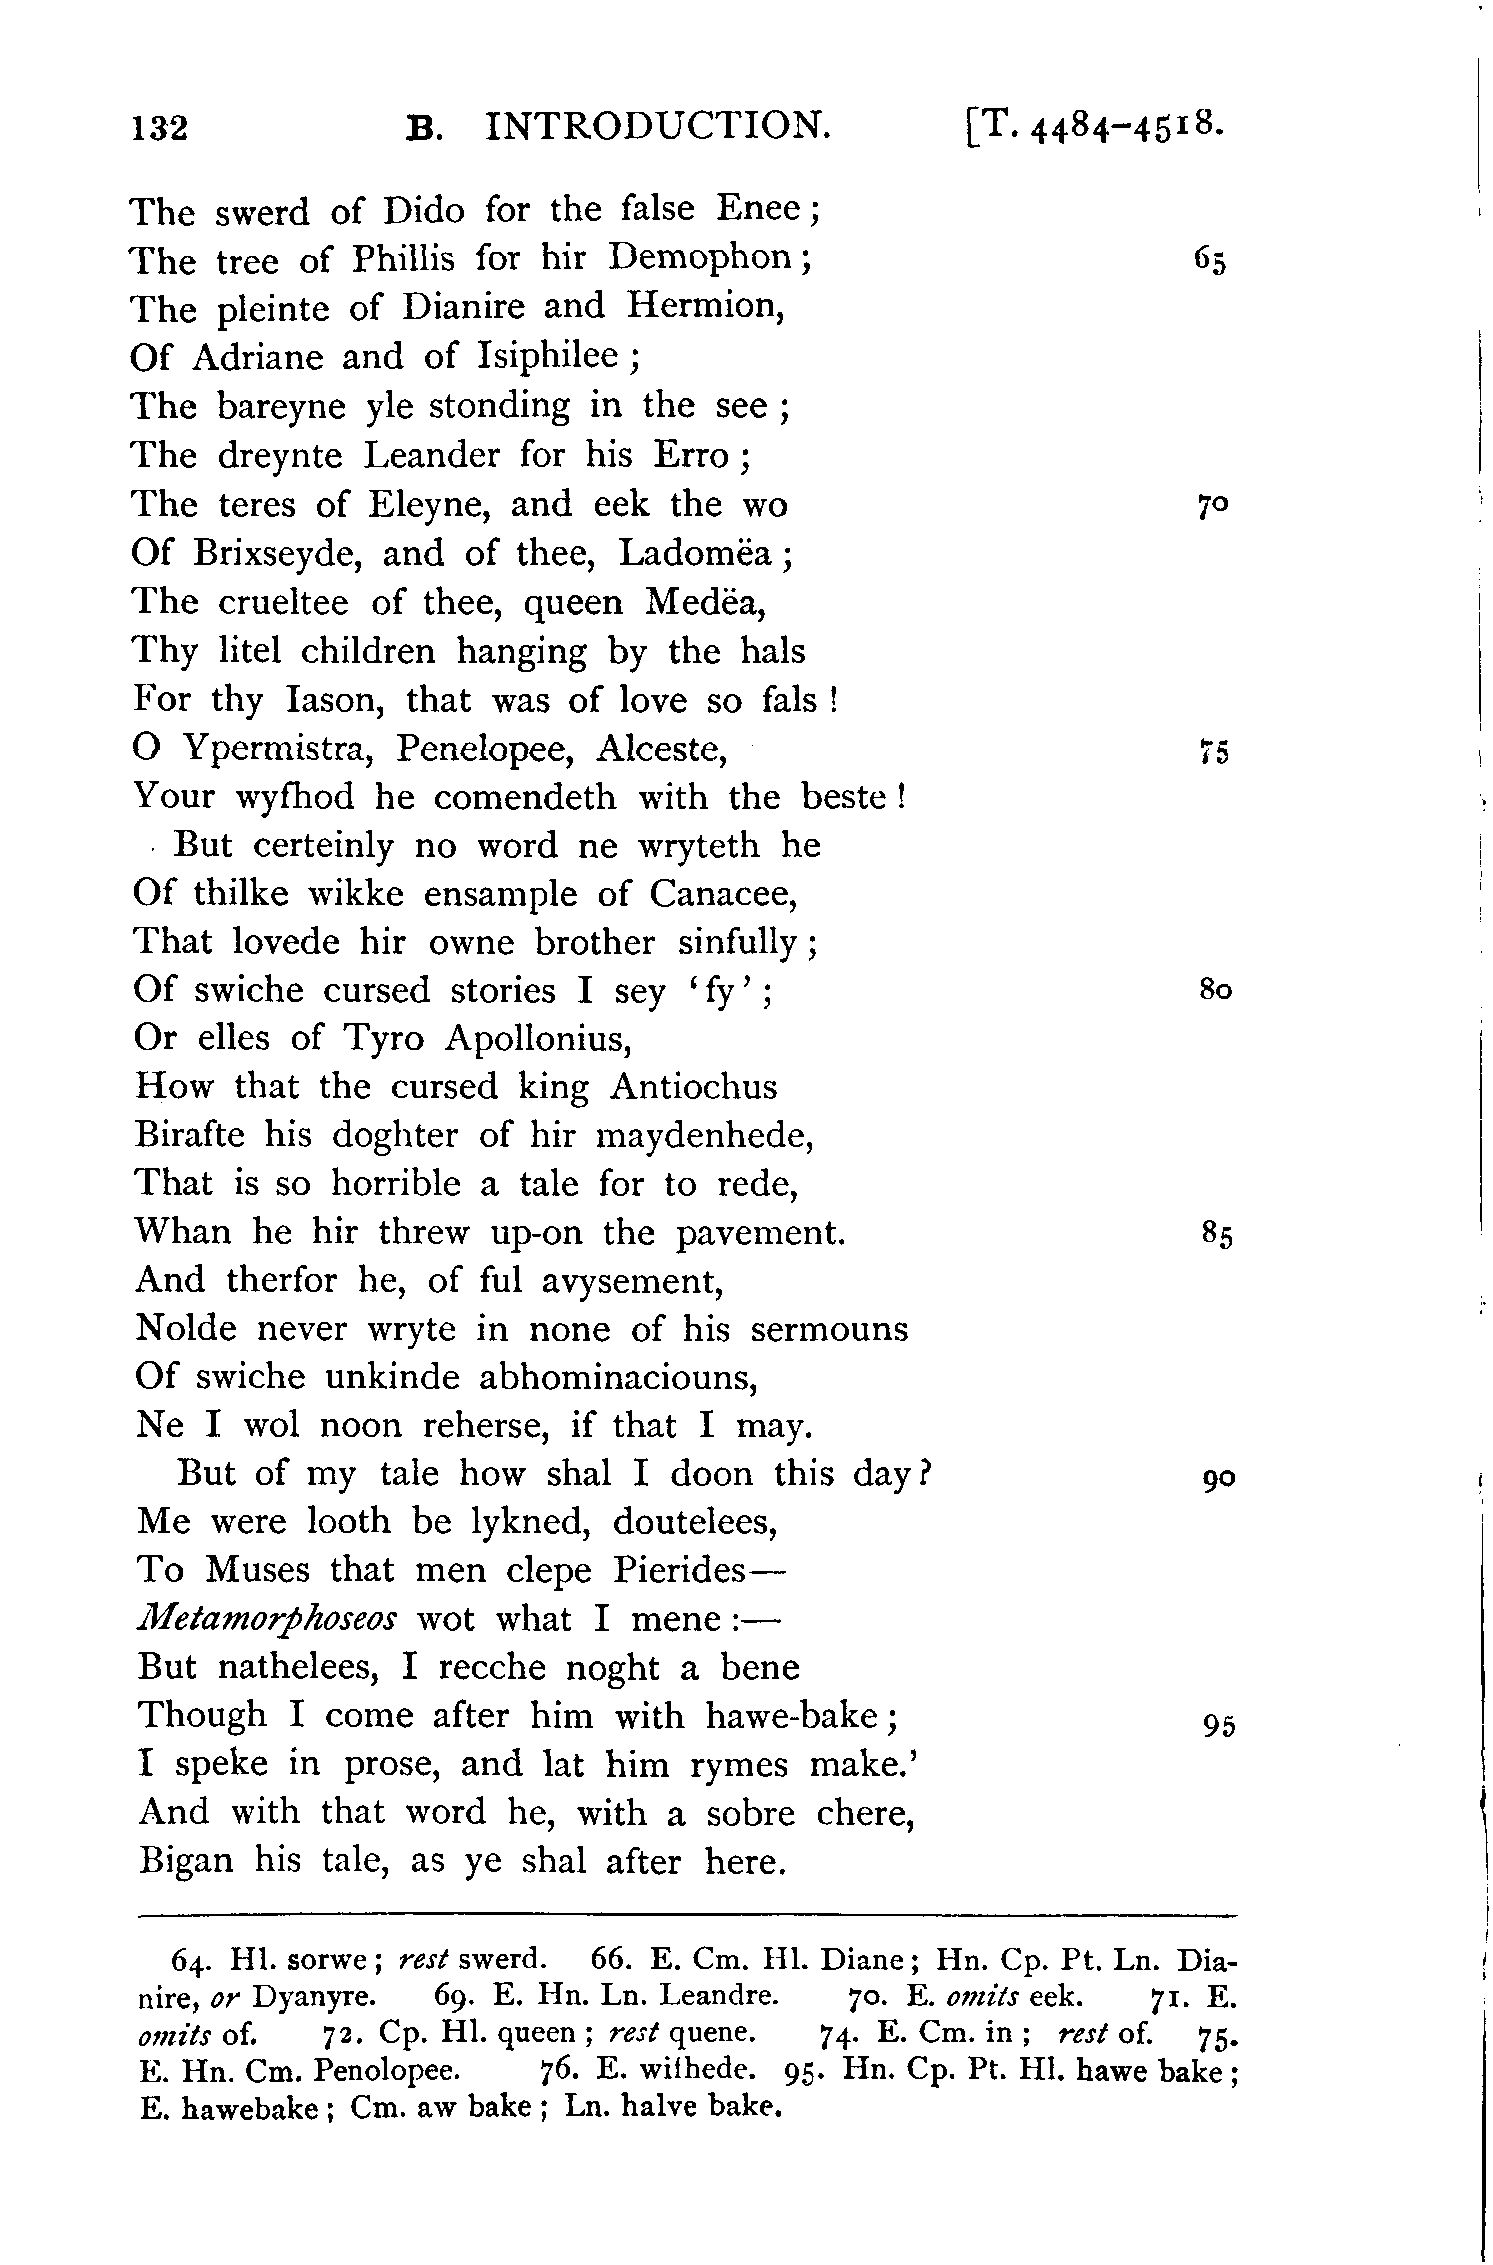 132 B. INTRODUCTION. [T. 4484–4518.
The swerd of Dido for the false Enee;
The tree of Phillis for hir Demophon; 65
The pleinte of Dianire and Hermion,
Of Adriane and of Isiphilee;
The bareyne yle stonding in the see;
The dreynte Leander for his Erro;
The teres of Eleyne, and eek the wo 70
Of Brixseyde, and of thee, Ladomëa;
The crueltee of thee, queen Medëa,
Thy litel children hanging by the hals
For thy Iason, that was of love so fals!
O Ypermistra, Penelopee, Alceste, 75
Your wyfhod he comendeth with the beste!
But certeinly no word ne wryteth he
Of thilke wikke ensample of Canacee,
That lovede hir owne brother sinfully;
Of swiche cursed stories I sey ‘fy’; 80
Or elles of Tyro Apollonius,
How that the cursed king Antiochus
Birafte his doghter of hir maydenhede,
That is so horrible a tale for to rede,
Whan he hir threw up-on the pavement. 85
And therfor he, of ful avysement,
Nolde never wryte in none of his sermouns
Of swiche unkinde abhominaciouns,
Ne I wol noon reherse, if that I may.
But of my tale how shal I doon this day? 90
Me were looth be lykned, doutelees,
To Muses that men clepe Pierides—
Metamorphoseos wot what I mene:—
But nathelees, I recche noght a bene
Though I come after him with hawe-bake; 95
I speke in prose, and lat him rymes make.’
And with that word he, with a sobre chere,
Bigan his tale, as ye shal after here.
64. Hl. sorwe; rest swerd. 66. E. Cm. Hl. Diane; Hn. Cp. Pt. Ln. Dia-
nire, or Dyanyre. 69. E. Hn. Ln. Leandre. 70. E. omits eek. 71. E.
omits of. 72. Cp. Hl. queen; rest quene. 74. E. Cm. in; rest of. 75.
E. Hn. Cm. Penolopee. 76. E. wifhede. 95. Hn. Cp. Pt. Hl. hawe bake;
E. hawebake; Cm. aw bake; Ln. halve bake.